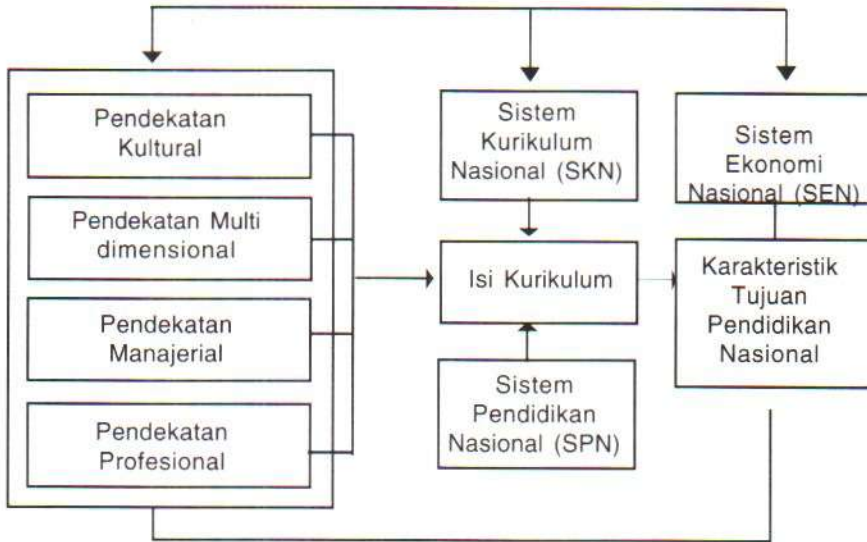 Pendekatan
Kultural
Pendekatan Multi
dimensional
Pendekatan
Manajerial
Pendekatan
Profesional
Sistem
Kurikulum
Nasional (SKN)
Isi Kurikulum
Sistem
Pendidikan
Nasional (SPN)
Sistem
Ekonomi
Nasional (SEN)
Karakteristik
Tujuan
Pendidikan
Nasional